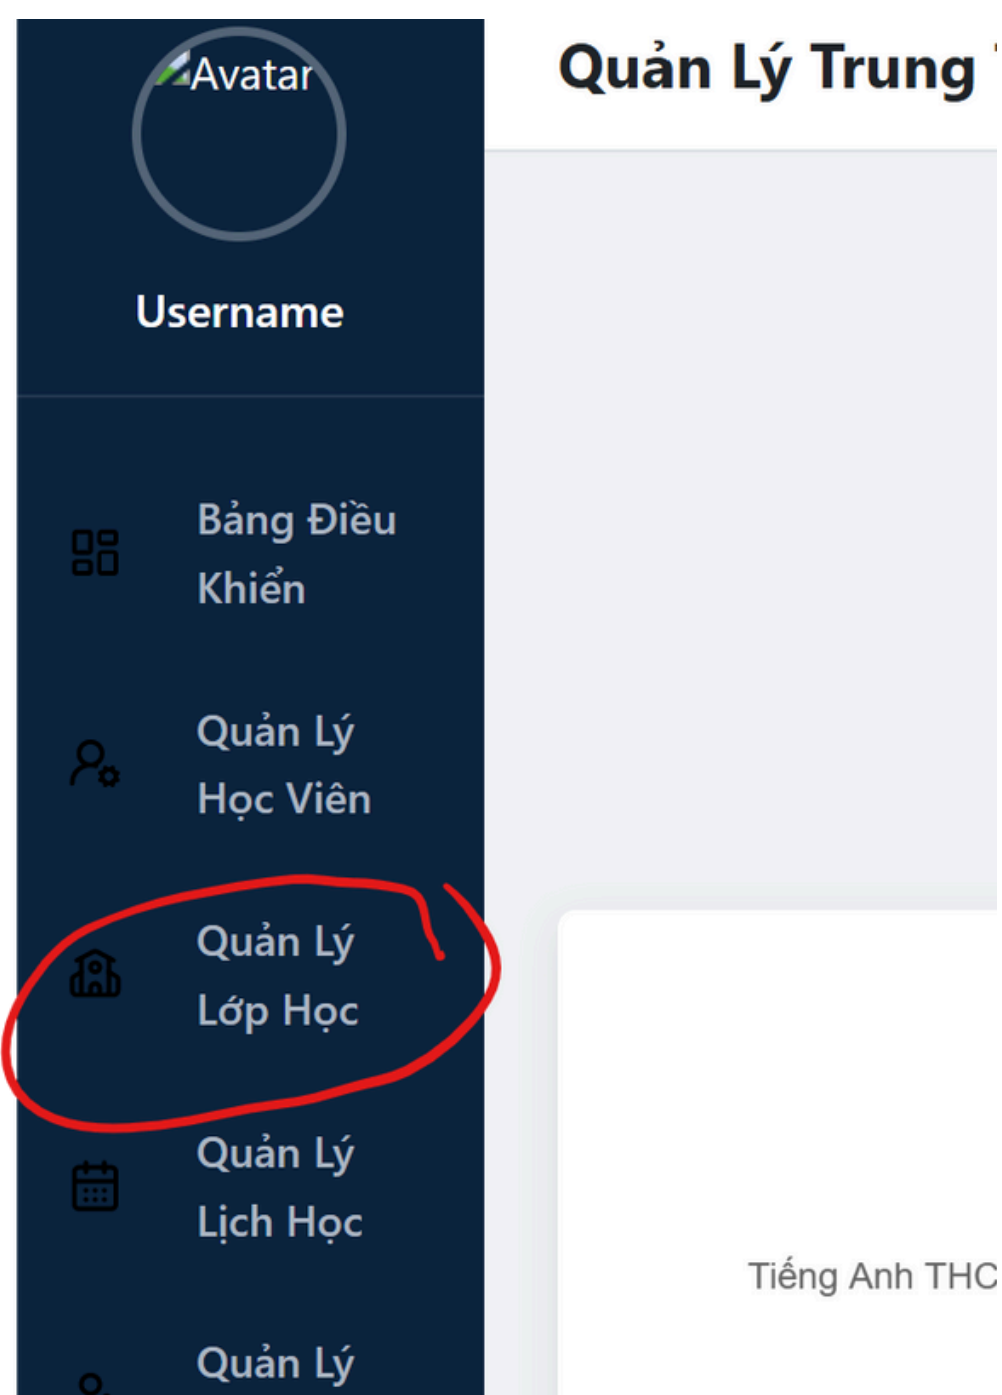 Avatar
Quản Lý Trung
Username
Bảng Điều
Khiển
Quản Lý
Học Viên
Quản Lý
Lớp Học
Quản Lý
Lịch Học
Quản Lý
Tiếng Anh THC